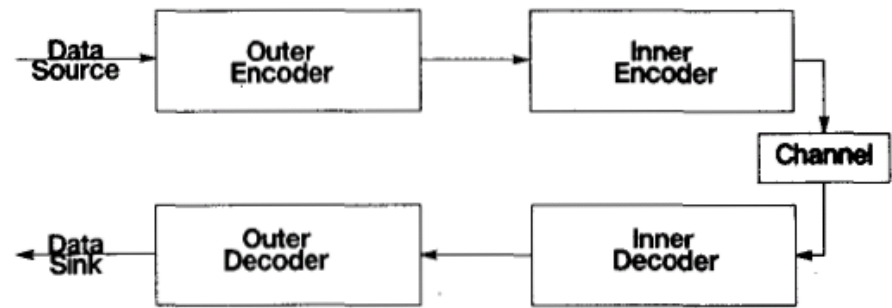 Data
Source
Outer
Encoder
Inner
Encoder
Channel
Data
Sink
Outer
Decoder
Inner
Decoder